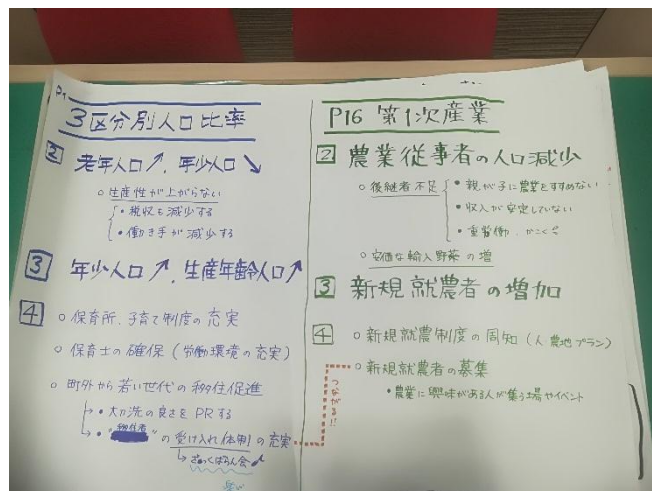 P1
3区分別人口比率
2 老年人口↗、年少人口↘
○生産性が上がらない
・税収も減少する
・働き手が減少する
3 年少人口↗、生産年齢人口↗
4 ○保育所、子育て制度の充実
○保育士の確保(労働環境の充実)
○町外から若い世代の移住促進
→・大洗の良さをPRする
→・"移住者"の受け入れ体制の充実
→ざっくばらん会♪
P16 第1次産業
2 農業従事者の人口減少
○後継者不足
・親が子に農業をすすめない
・収入が安定していない
・重労働、かこく
○安価な輸入野菜の増
3 新規就農者の増加
4 ○新規就農制度の周知(人・農地プラン)
○新規就農者の募集
・農業に興味がある人が集う場やイベント
つながる!!